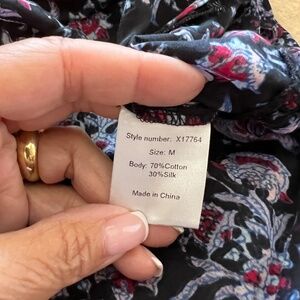 Style number: X17764
Size: M
Body: 70%Cotton
30%Silk
Made in China